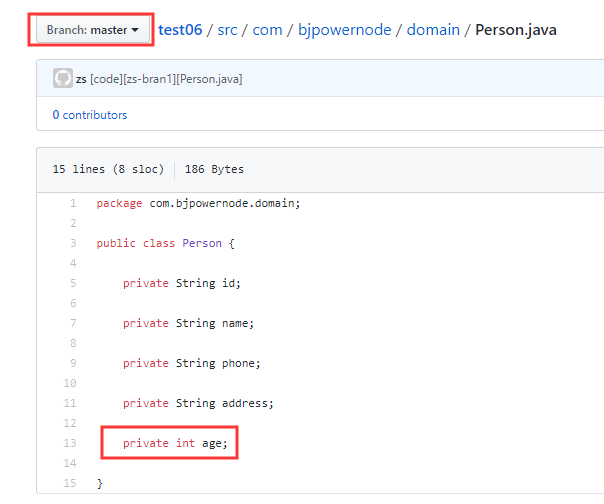 Branch: master test06 / src / com / bjpowernode / domain / Person.java
zs [code][zs-bran1][Person.java]
0 contributors
15 lines (8 sloc) 186 Bytes
1 package com.bjpowernode.domain;
2
3 public class Person {
4
5 private String id;
6
7 private String name;
8
9 private String phone;
10
11 private String address;
12
13 private int age;
14
15 }